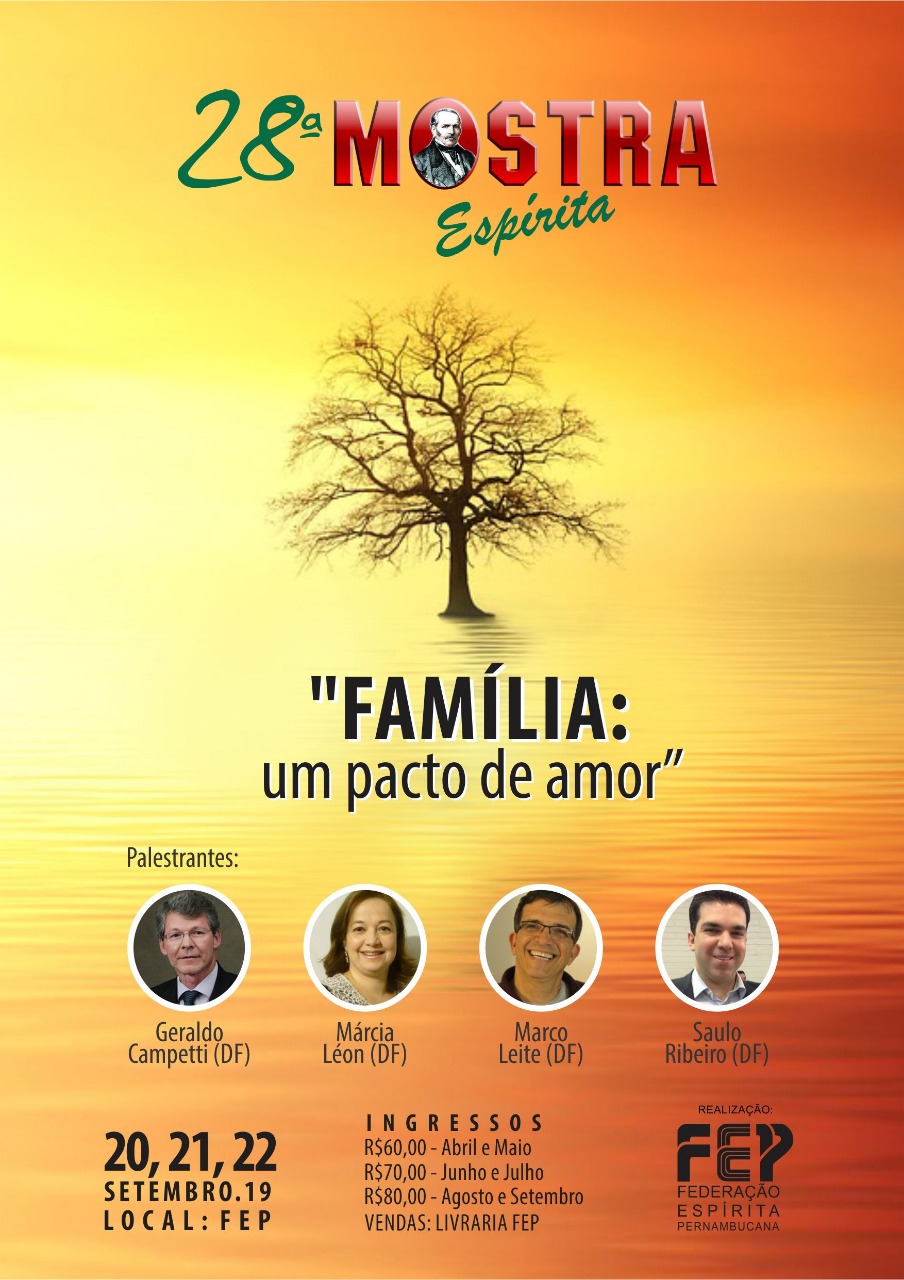 28ª MOSTRA
Espírita
"FAMÍLIA:
um pacto de amor”
Palestrantes:
Geraldo
Campetti (DF)
Márcia
Léon (DF)
Marco
Leite (DF)
Saulo
Ribeiro (DF)
20, 21, 22
SETEMBRO.19
LOCAL: FEP
INGRESSOS
R$60,00 - Abril e Maio
R$70,00 - Junho e Julho
R$80,00 - Agosto e Setembro
VENDAS: LIVRARIA FEP
REALIZAÇÃO:
FEP
FEDERAÇÃO
ESPÍRITA
PERNAMBUCANA